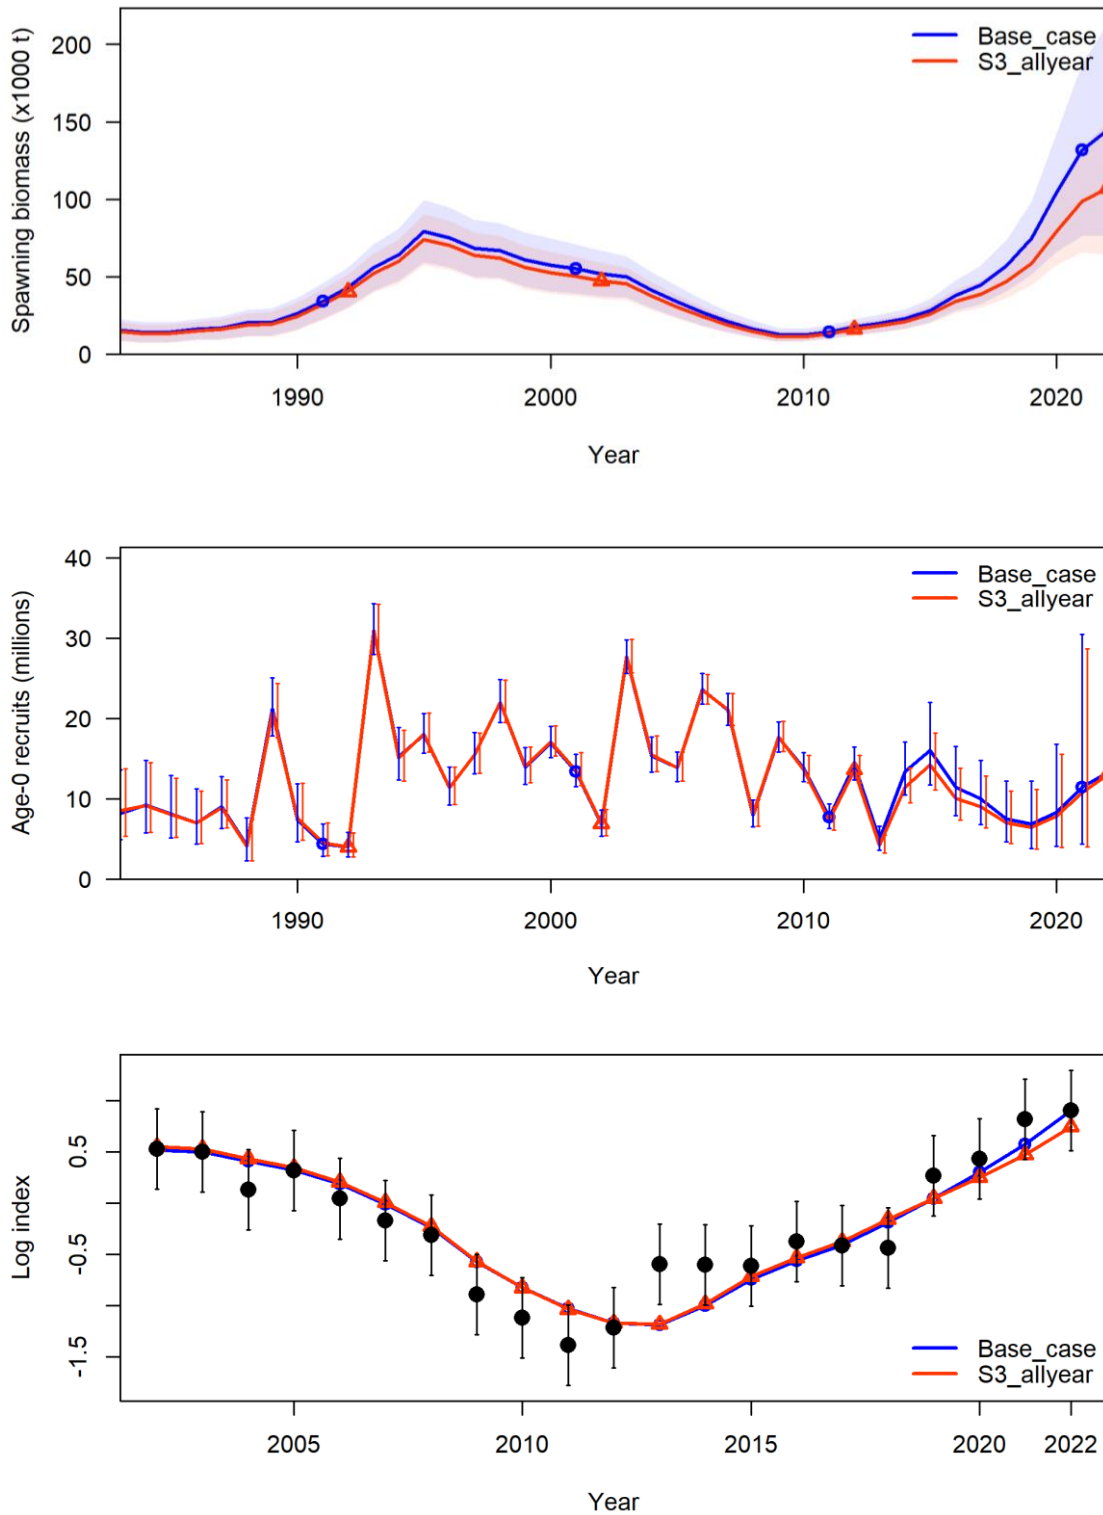 Spawning biomass (x1000 t)
200
150
100
50
0
Base_case
S3_allyear
1990 2000 2010 2020
Year
Age-0 recruits (millions)
40
30
20
10
0
Base_case
S3_allyear
1990 2000 2010 2020
Year
Log index
0.5
-0.5
-1.5
Base_case
S3_allyear
2005 2010 2015 2020 2022
Year